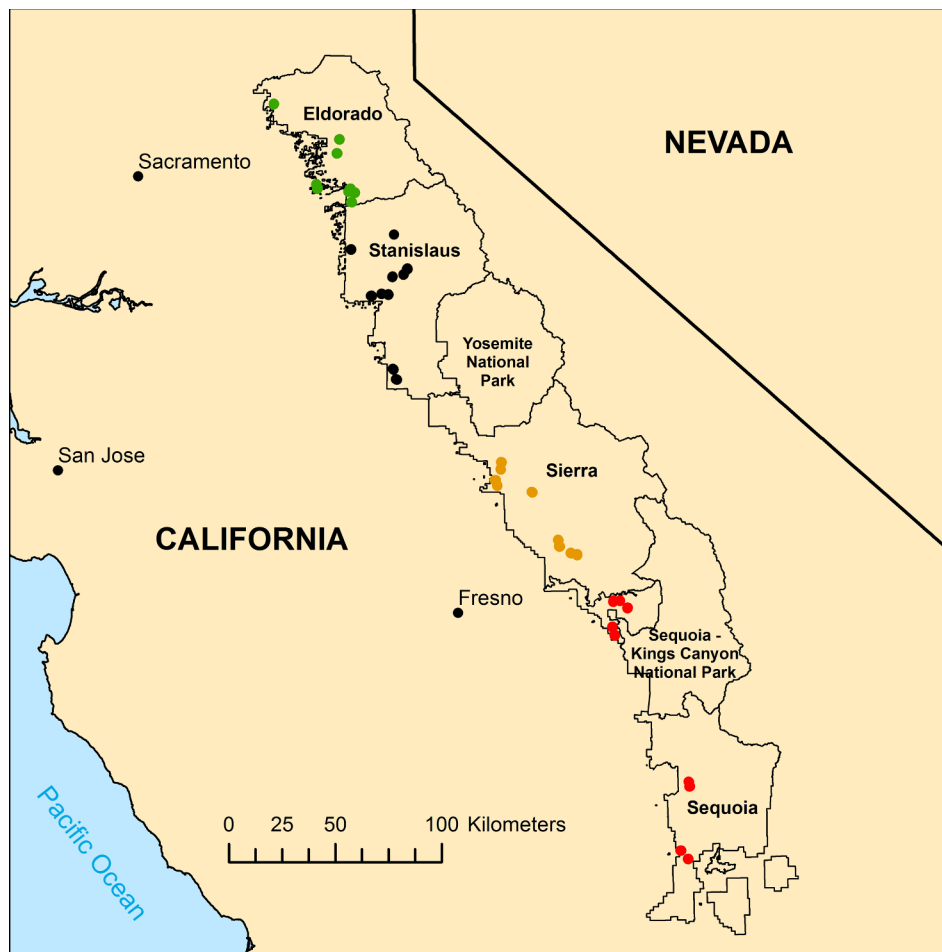 Eldorado
NEVADA
Sacramento
Stanislaus
Yosemite
National
Park
San Jose
Sierra
CALIFORNIA
Fresno
Sequoia -
Kings Canyon
National Park
Pacific Ocean
Sequoia
0 25 50 100 Kilometers